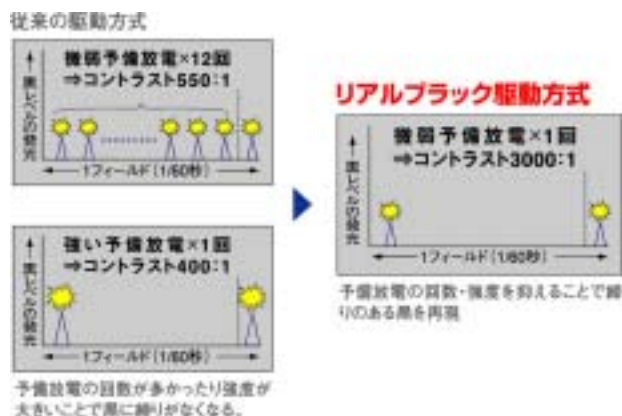 従来の駆動方式
微弱予備放電×12回
⇒コントラスト550:1
黒レベルの発光
1フィールド(1/60秒)
強い予備放電×1回
⇒コントラスト400:1
黒レベルの発光
1フィールド(1/60秒)
予備放電の回数が多かったり強度が
大きいことで黒に締りがなくなる。
リアルブラック駆動方式
微弱予備放電×1回
⇒コントラスト3000:1
黒レベルの発光
1フィールド(1/60秒)
予備放電の回数・強度を抑えることで締
りのある黒を再現